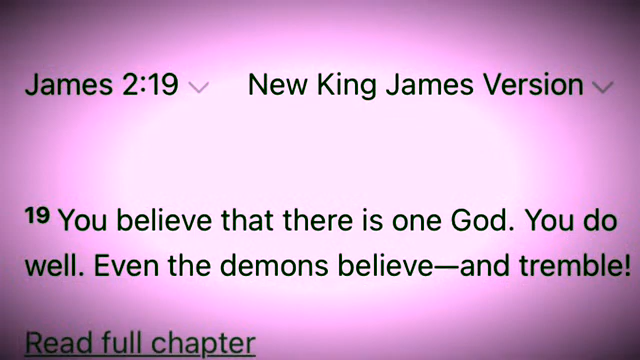 James 2:19 New King James Version
19 You believe that there is one God. You do
well. Even the demons believe—and tremble!
Read full chapter